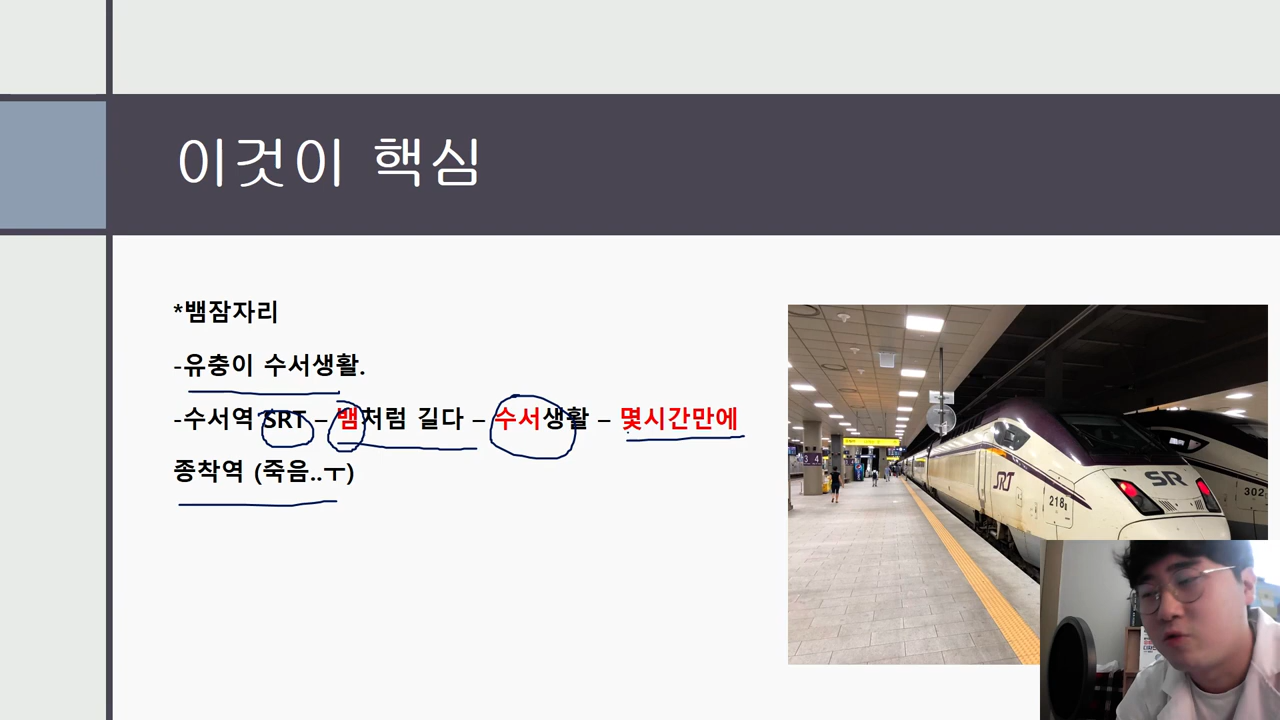 이것이 핵심
*뱀잠자리
-유충이 수서생활.
-수서역 SRT – 뱀처럼 길다 – 수서생활 – 몇시간만에
종착역 (죽음..ㅜ)
3 4
SRT
218
SR
302